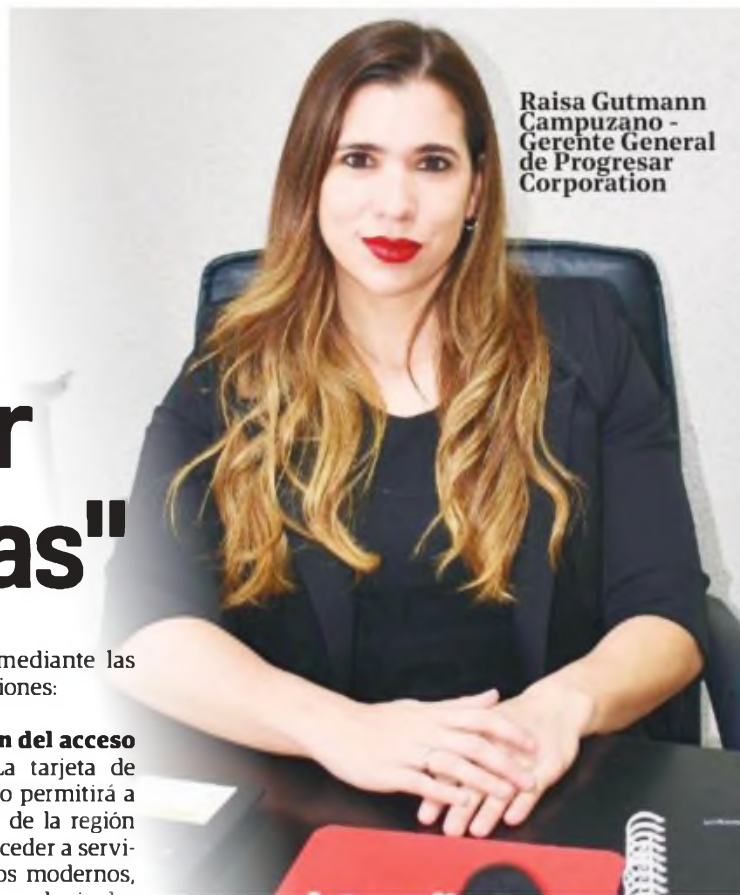 Raisa Gutmann
Campuzano -
Gerente General
de Progresar
Corporation
r
as"
mediante las
iones:
n del acceso
La tarjeta de
o permitirá a
de la región
ceder a servi-
os modernos,